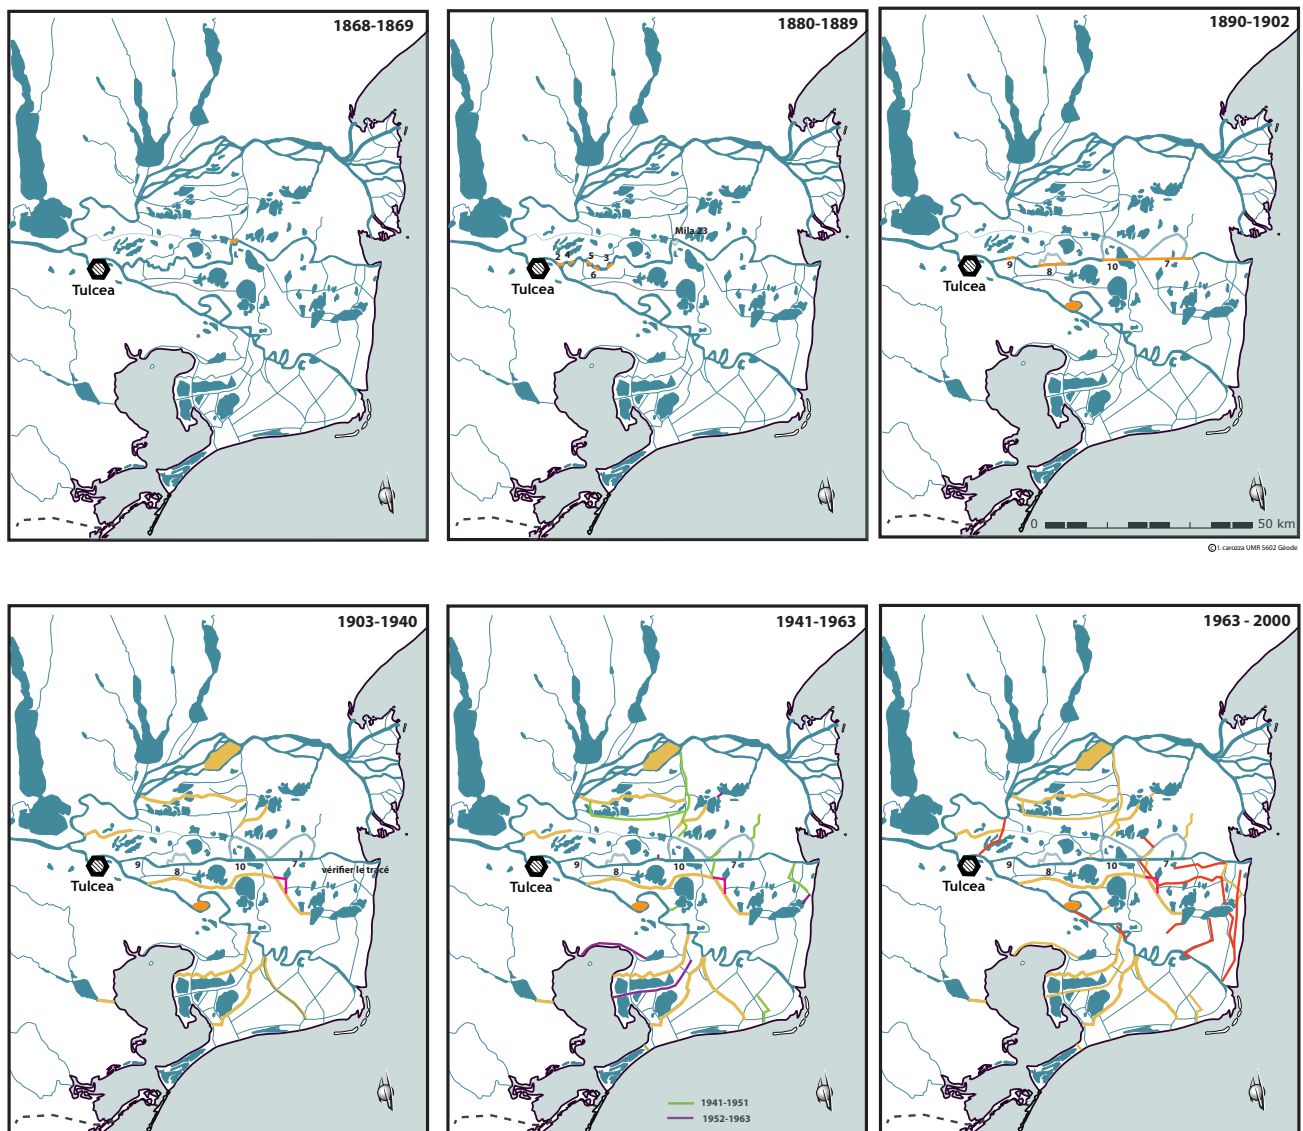 1868-1869
Tulcea
1880-1889
Mila 23
2 4 5 3
6
Tulcea
1890-1902
9 8 10 7
Tulcea
0 50 km
© l. carozza UMR 5602 Géode
1903-1940
9 8 10 7
vérifier le tracé
Tulcea
1941-1963
9 8 10 7
Tulcea
1941-1951
1952-1963
1963 - 2000
9 8 10 7
Tulcea